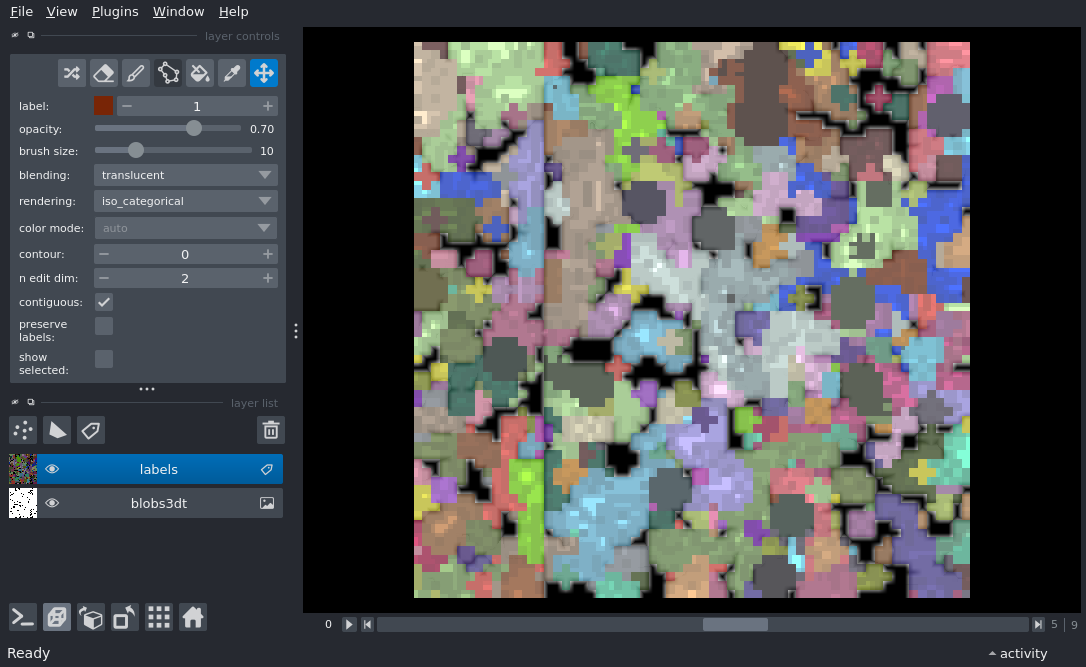 File View Plugins Window Help
layer controls
label: 1
opacity: 0.70
brush size: 10
blending: translucent
rendering: iso_categorical
color mode: auto
contour: 0
n edit dim: 2
contiguous:
preserve
labels:
show
selected:
layer list
labels
blobs3dt
0 5 | 9
Ready activity